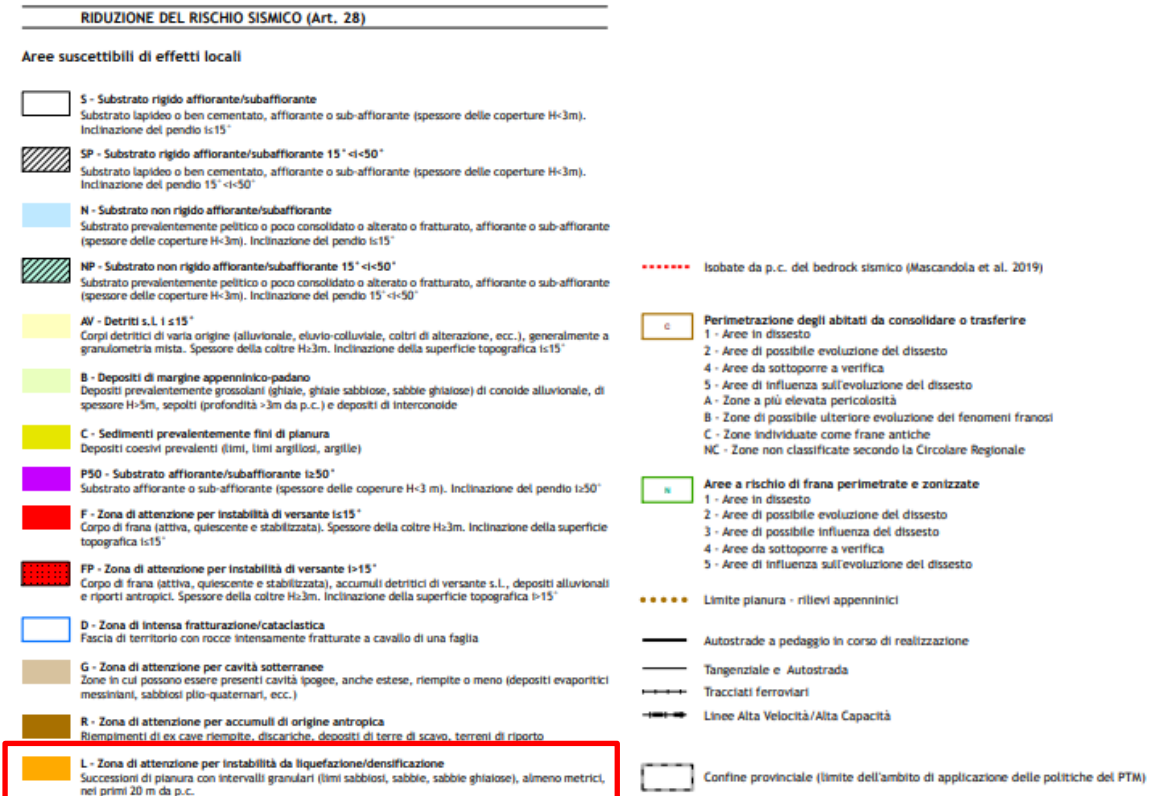 RIDUZIONE DEL RISCHIO SISMICO (Art. 28)
Aree suscettibili di effetti locali
S - Substrato rigido affiorante/subaffiorante
Substrato lapideo o ben cementato, affiorante o sub-affiorante (spessore delle coperture H<3m).
Inclinazione del pendio i≤15°
SP - Substrato rigido affiorante/subaffiorante 15°<i<50°
Substrato lapideo o ben cementato, affiorante o sub-affiorante (spessore delle coperture H<3m).
Inclinazione del pendio 15°<i<50°
N - Substrato non rigido affiorante/subaffiorante
Substrato prevalentemente pelitico o poco consolidato o alterato o fratturato, affiorante o sub-affiorante
(spessore delle coperture H<3m). Inclinazione del pendio i≤15°
NP - Substrato non rigido affiorante/subaffiorante 15°<i<50°
Substrato prevalentemente pelitico o poco consolidato o alterato o fratturato, affiorante o sub-affiorante
(spessore delle coperture H<3m). Inclinazione del pendio 15°<i<50°
AV - Detriti s.l. i ≤15°
Corpi detritici di varia origine (alluvionale, eluvio-colluviale, coltri di alterazione, ecc.), generalmente a
granulometria mista. Spessore della coltre H≥3m. Inclinazione della superficie topografica i≤15°
B - Depositi di margine appenninico-padano
Depositi prevalentemente grossolani (ghiaie, ghiaie sabbiose, sabbie ghiaiose) di conoide alluvionale, di
spessore H>5m, sepolti (profondità >3m da p.c.) e depositi di interconoide
C - Sedimenti prevalentemente fini di pianura
Depositi coesivi prevalenti (limi, limi argillosi, argille)
P50 - Substrato affiorante/subaffiorante i≥50°
Substrato affiorante o sub-affiorante (spessore delle coperure H<3 m). Inclinazione del pendio i≥50°
F - Zona di attenzione per instabilità di versante i≤15°
Corpo di frana (attiva, quiescente e stabilizzata). Spessore della coltre H≥3m. Inclinazione della superficie
topografica i≤15°
FP - Zona di attenzione per instabilità di versante i>15°
Corpo di frana (attiva, quiescente e stabilizzata), accumuli detritici di versante s.l., depositi alluvionali
e riporti antropici. Spessore della coltre H≥3m. Inclinazione della superficie topografica i>15°
D - Zona di intensa fratturazione/cataclastica
Fascia di territorio con rocce intensamente fratturate a cavallo di una faglia
G - Zona di attenzione per cavità sotterranee
Zone in cui possono essere presenti cavità ipogee, anche estese, riempite o meno (depositi evaporitici
messiniani, sabbiosi plio-quaternari, ecc.)
R - Zona di attenzione per accumuli di origine antropica
Riempimenti di ex cave riempite, discariche, depositi di terre di scavo, terreni di riporto
L - Zona di attenzione per instabilità da liquefazione/densificazione
Successioni di pianura con intervalli granulari (limi sabbiosi, sabbie, sabbie ghiaiose), almeno metrici,
nei primi 20 m da p.c.
Isobate da p.c. del bedrock sismico (Mascandola et al. 2019)
C
Perimetrazione degli abitati da consolidare o trasferire
1 - Aree in dissesto
2 - Aree di possibile evoluzione del dissesto
4 - Aree da sottoporre a verifica
5 - Aree di influenza sull'evoluzione del dissesto
A - Zone a più elevata pericolosità
B - Zone di possibile ulteriore evoluzione dei fenomeni franosi
C - Zone individuate come frane antiche
NC - Zone non classificate secondo la Circolare Regionale
N
Aree a rischio di frana perimetrate e zonizzate
1 - Aree in dissesto
2 - Aree di possibile evoluzione del dissesto
3 - Aree di possibile influenza del dissesto
4 - Aree da sottoporre a verifica
5 - Aree di influenza sull'evoluzione del dissesto
Limite pianura - rilievi appenninici
Autostrade a pedaggio in corso di realizzazione
Tangenziale e Autostrada
Tracciati ferroviari
Linee Alta Velocità/Alta Capacità
Confine provinciale (limite dell'ambito di applicazione delle politiche del PTM)